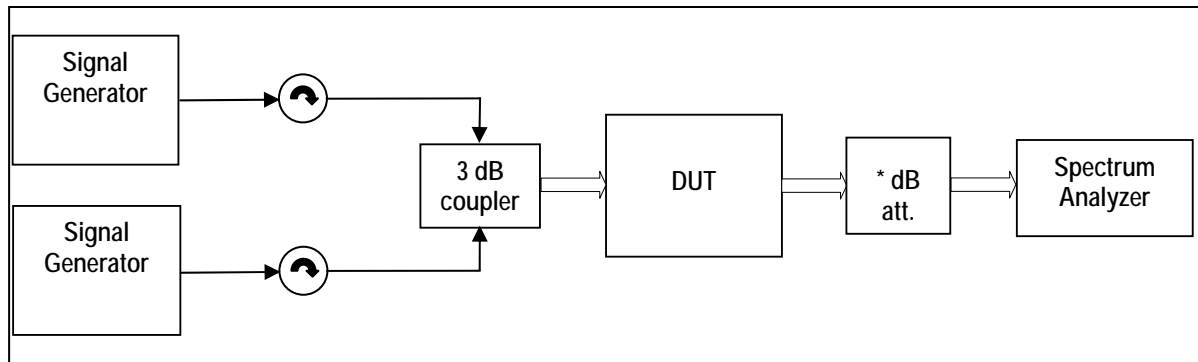 Signal
Generator
3 dB
coupler
DUT
* dB
att.
Spectrum
Analyzer
Signal
Generator